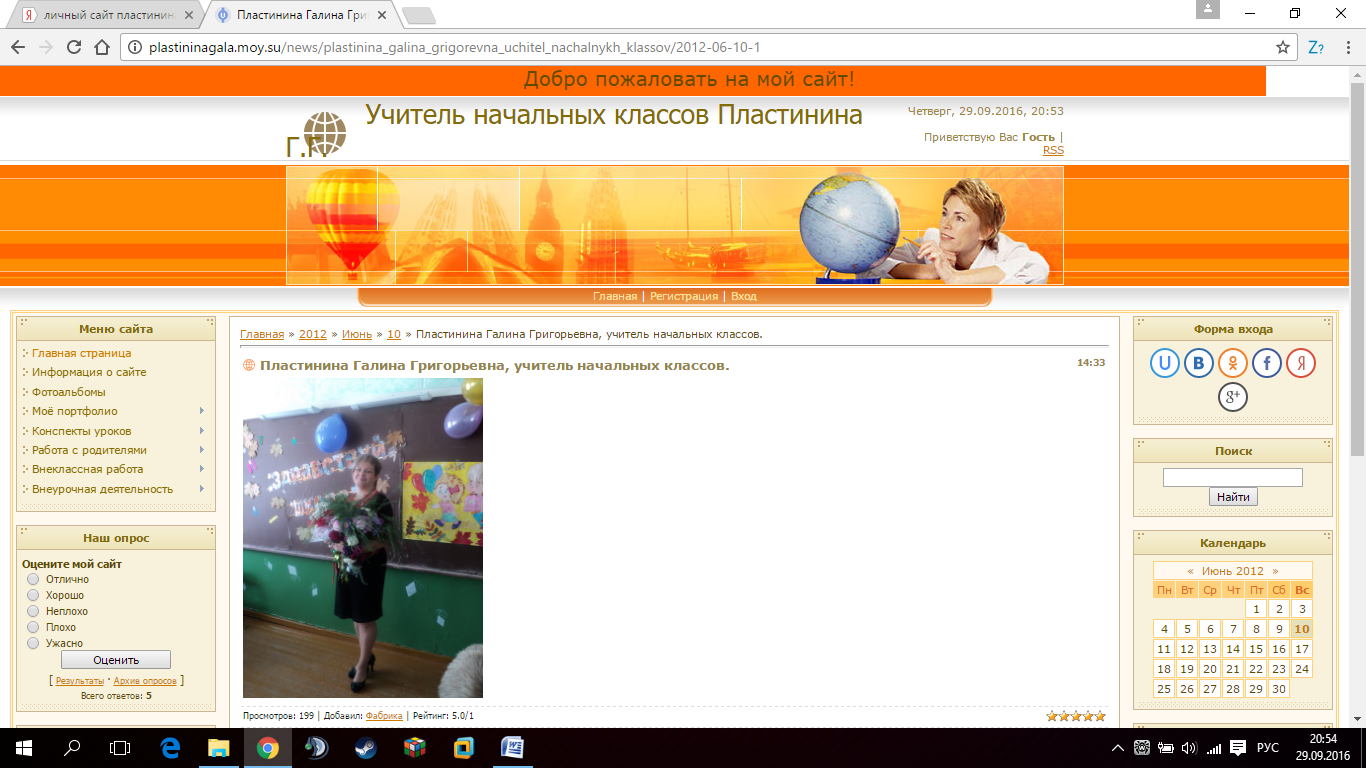 личный сайт пластинин
Пластинина Галина Гри
plastininagala.moy.su/news/plastinina_galina_grigorevna_uchitel_nachalnykh_klassov/2012-06-10-1
Добро пожаловать на мой сайт!
Учитель начальных классов Пластинина
Г.Г.
Четверг, 29.09.2016, 20:53
Приветствую Вас Гость |
RSS
Главная | Регистрация | Вход
Меню сайта
Главная страница
Информация о сайте
Фотоальбомы
Моё портфолио
Конспекты уроков
Работа с родителями
Внеклассная работа
Внеурочная деятельность
Наш опрос
Оцените мой сайт
Отлично
Хорошо
Неплохо
Плохо
Ужасно
Оценить
[ Результаты · Архив опросов ]
Всего ответов: 5
Главная » 2012 » Июнь » 10 » Пластинина Галина Григорьевна, учитель начальных классов.
Пластинина Галина Григорьевна, учитель начальных классов.
14:33
Просмотров: 199 | Добавил: Фабрика | Рейтинг: 5.0/1
Форма входа
Поиск
Найти
Календарь
« Июнь 2012 »
Пн Вт Ср Чт Пт Сб Вс
1 2 3
4 5 6 7 8 9 10
11 12 13 14 15 16 17
18 19 20 21 22 23 24
25 26 27 28 29 30
РУС
20:54
29.09.2016